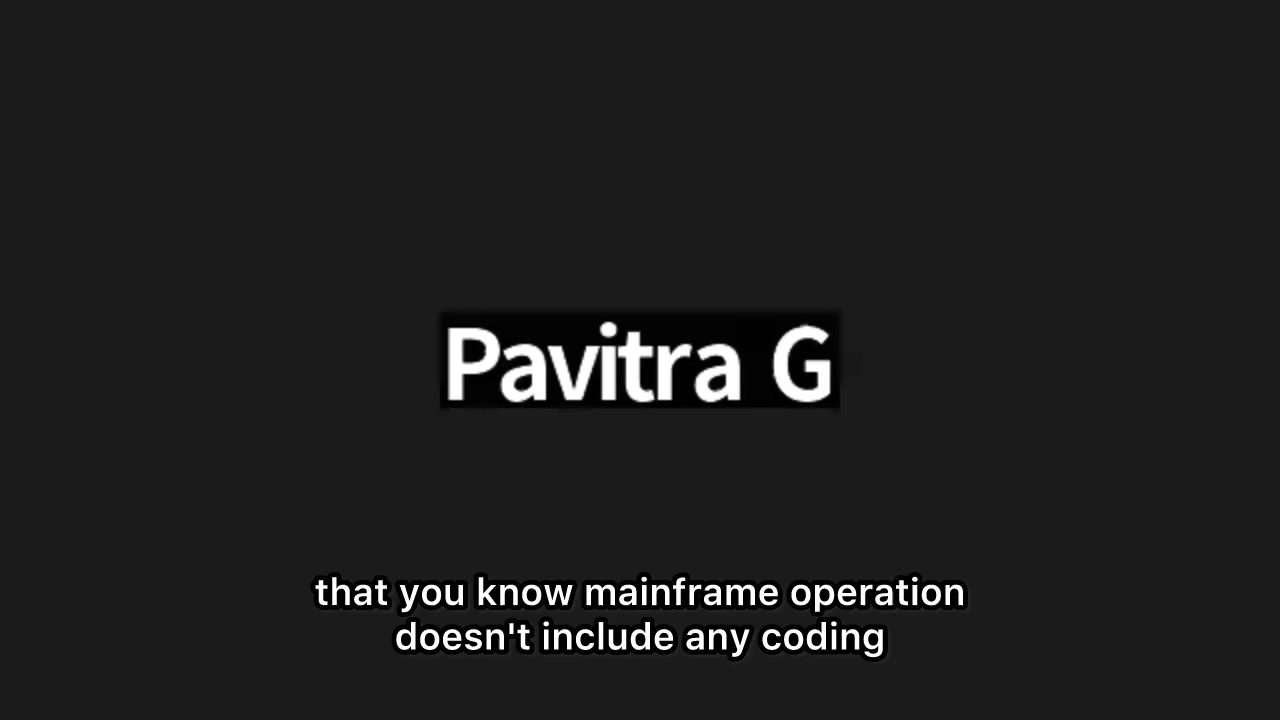 Pavitra G
that you know mainframe operation
doesn't include any coding